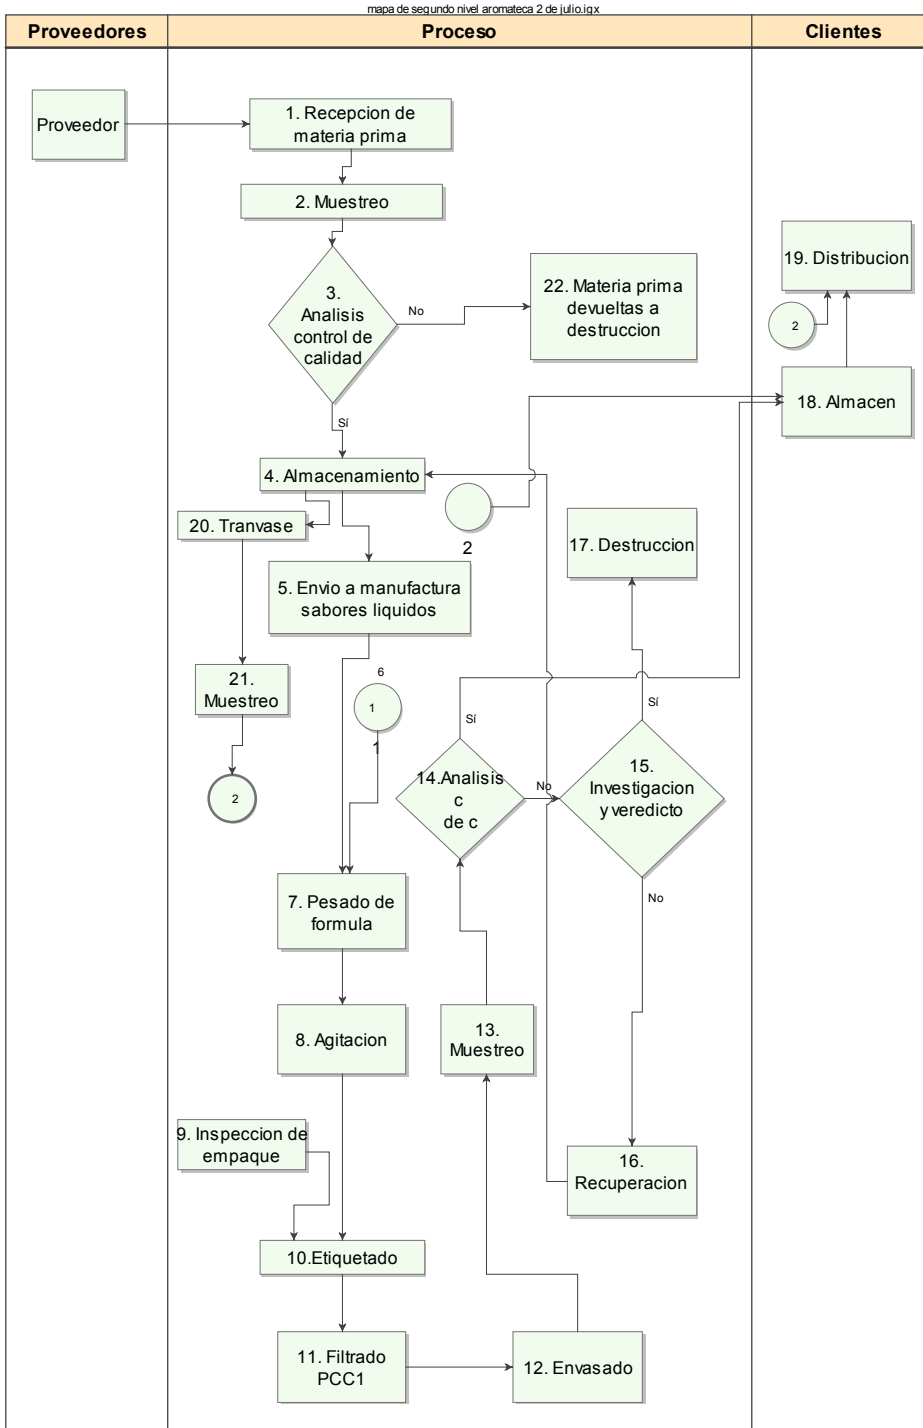 mapa de segundo nivel aromateca 2 de julio.igx
Proveedores
Proceso
Clientes
Proveedor
1. Recepcion de
materia prima
2. Muestreo
3.
Analisis
control de
calidad
No
22. Materia prima
devueltas a
destruccion
19. Distribucion
2
18. Almacen
Sí
4. Almacenamiento
2
20. Tranvase
17. Destruccion
5. Envio a manufactura
sabores liquidos
21.
Muestreo
2
6
1
1
Sí
14.Analisis
c
de c
No
Sí
15.
Investigacion
y veredicto
No
7. Pesado de
formula
8. Agitacion
13.
Muestreo
9. Inspeccion de
empaque
16.
Recuperacion
10.Etiquetado
11. Filtrado
PCC1
12. Envasado